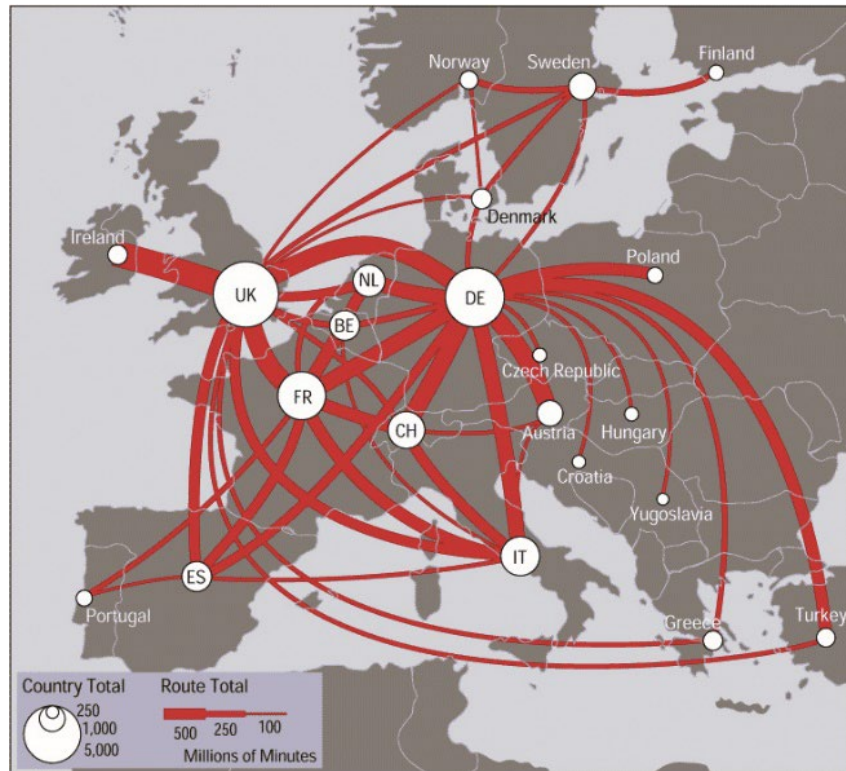 Norway
Sweden
Finland
Denmark
Ireland
Poland
NL
UK
DE
BE
Czech Republic
FR
CH
Austria
Hungary
Croatia
Yugoslavia
IT
ES
Portugal
Greece
Turkey
Country Total
250
1,000
5,000
Route Total
500 250 100
Millions of Minutes